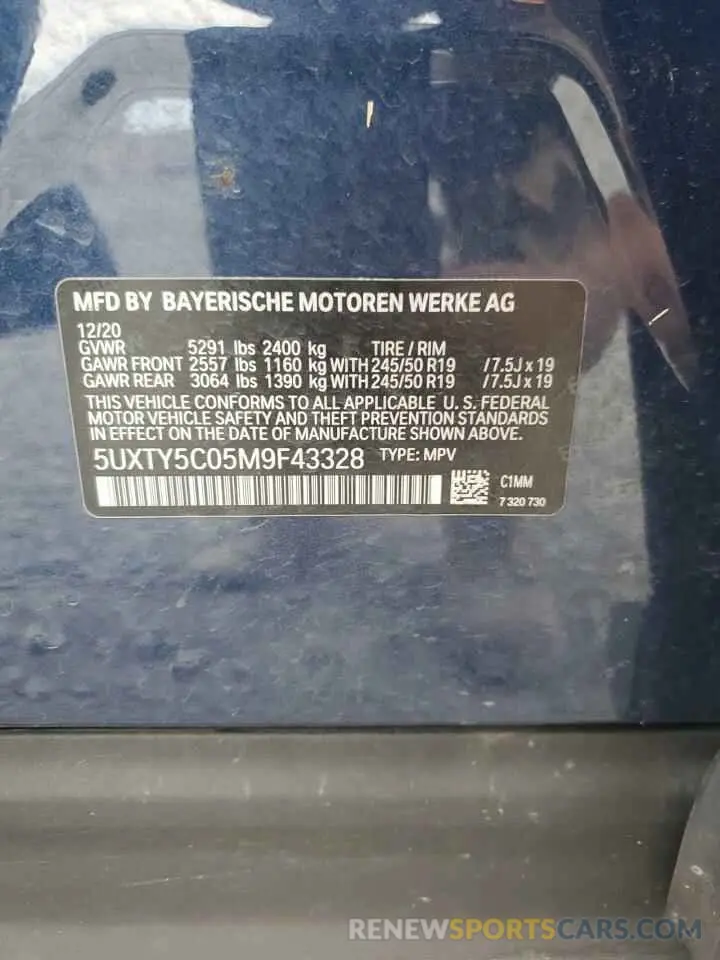 MFD BY BAYERISCHE MOTOREN WERKE AG
12/20
GVWR 5291 lbs 2400 kg TIRE / RIM
GAWR FRONT 2557 lbs 1160 kg WITH 245/50 R19 / 7.5J x 19
GAWR REAR 3064 lbs 1390 kg WITH 245/50 R19 / 7.5J x 19
THIS VEHICLE CONFORMS TO ALL APPLICABLE U. S. FEDERAL
MOTOR VEHICLE SAFETY AND THEFT PREVENTION STANDARDS
IN EFFECT ON THE DATE OF MANUFACTURE SHOWN ABOVE.
5UXTY5C05M9F43328 TYPE: MPV
C1MM
7 320 730
RENEWSPORTSCARS.COM